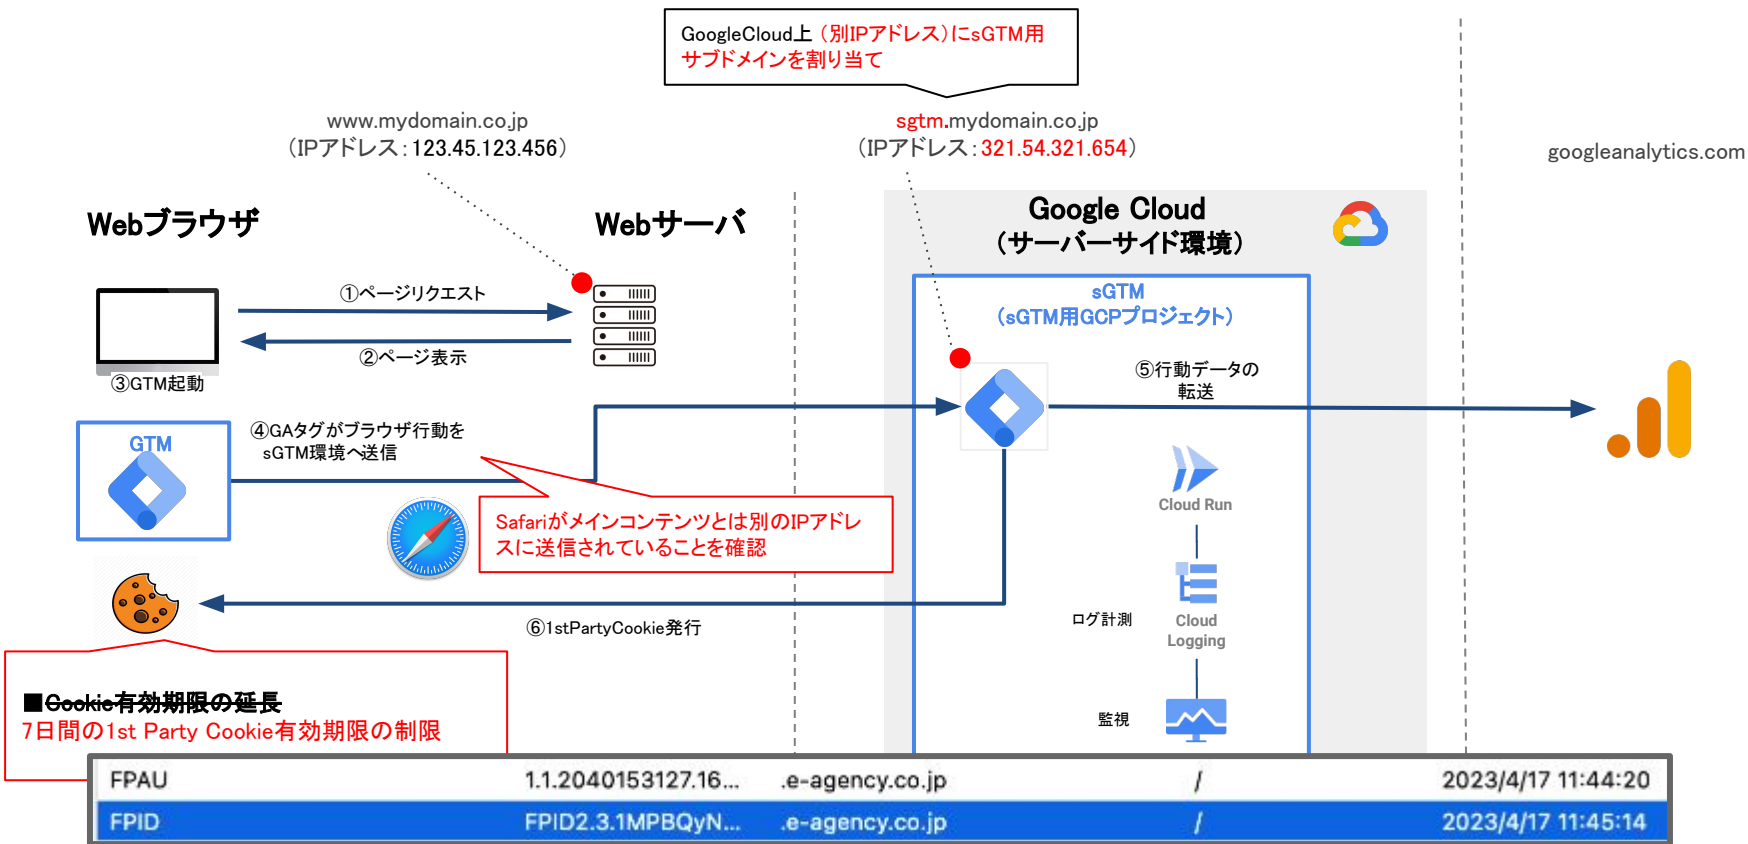 GoogleCloud上（別IPアドレス）にsGTM用
サブドメインを割り当て
www.mydomain.co.jp
（IPアドレス：123.45.123.456）
sgtm.mydomain.co.jp
（IPアドレス：321.54.321.654）
googleanalytics.com
Webブラウザ
Webサーバ
Google Cloud
（サーバーサイド環境）
①ページリクエスト
②ページ表示
③GTM起動
sGTM
（sGTM用GCPプロジェクト）
⑤行動データの
転送
GTM
④GAタグがブラウザ行動を
sGTM環境へ送信
Cloud Run
Safariがメインコンテンツとは別のIPアドレ
スに送信されていることを確認
⑥1stPartyCookie発行
ログ計測
Cloud
Logging
監視
■Cookie有効期限の延長
7日間の1st Party Cookie有効期限の制限
FPAU 1.1.2040153127.16... .e-agency.co.jp / 2023/4/17 11:44:20
FPID FPID2.3.1MPBQyN... .e-agency.co.jp / 2023/4/17 11:45:14